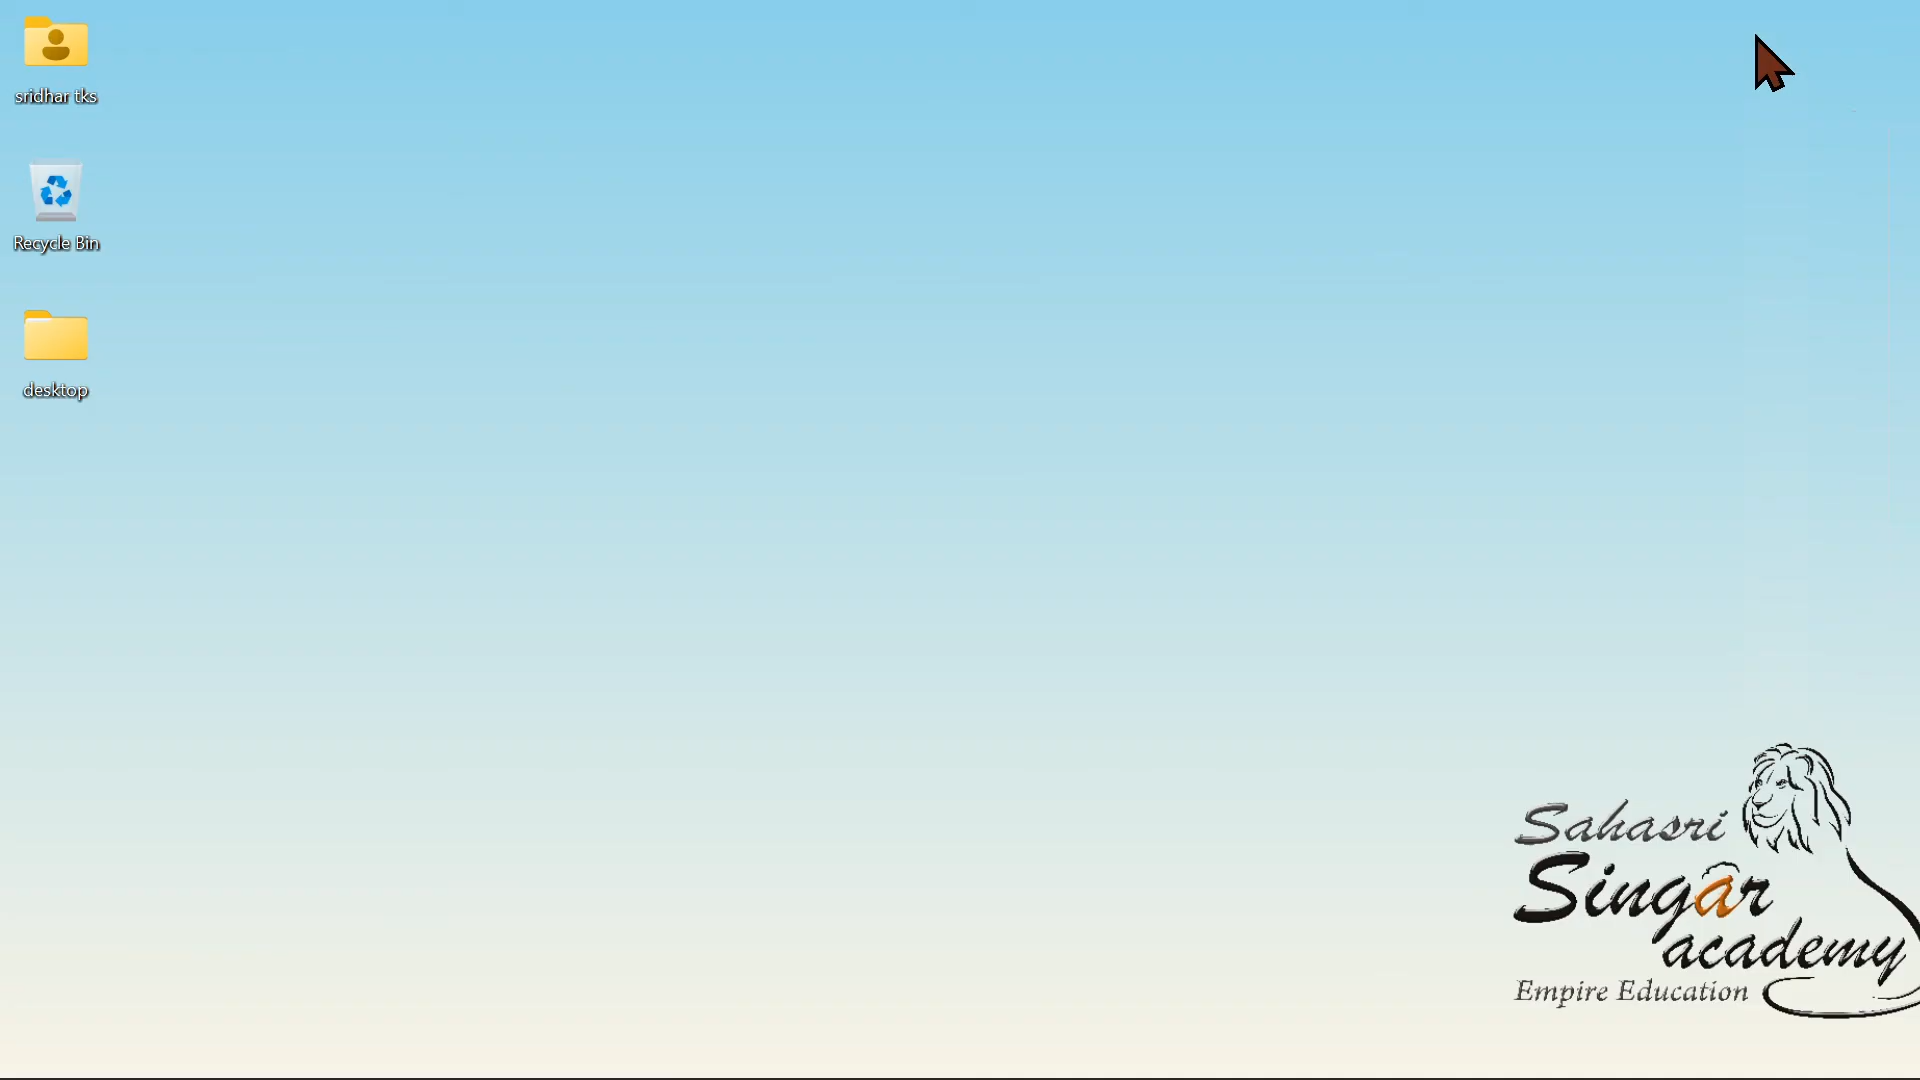 sridhar tks
Recycle Bin
desktop
Sahasri
Singar
academy
Empire Education